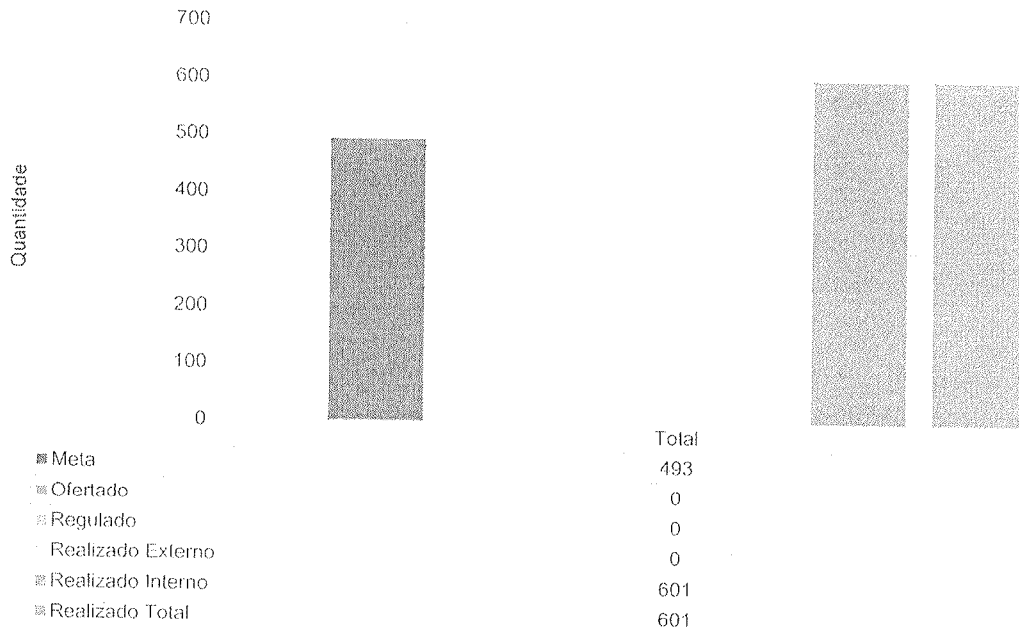 700
600
500
400
300
200
100
0
Quantidade
Total
Meta 493
Ofertado 0
Regulado 0
Realizado Externo 0
Realizado Interno 601
Realizado Total 601